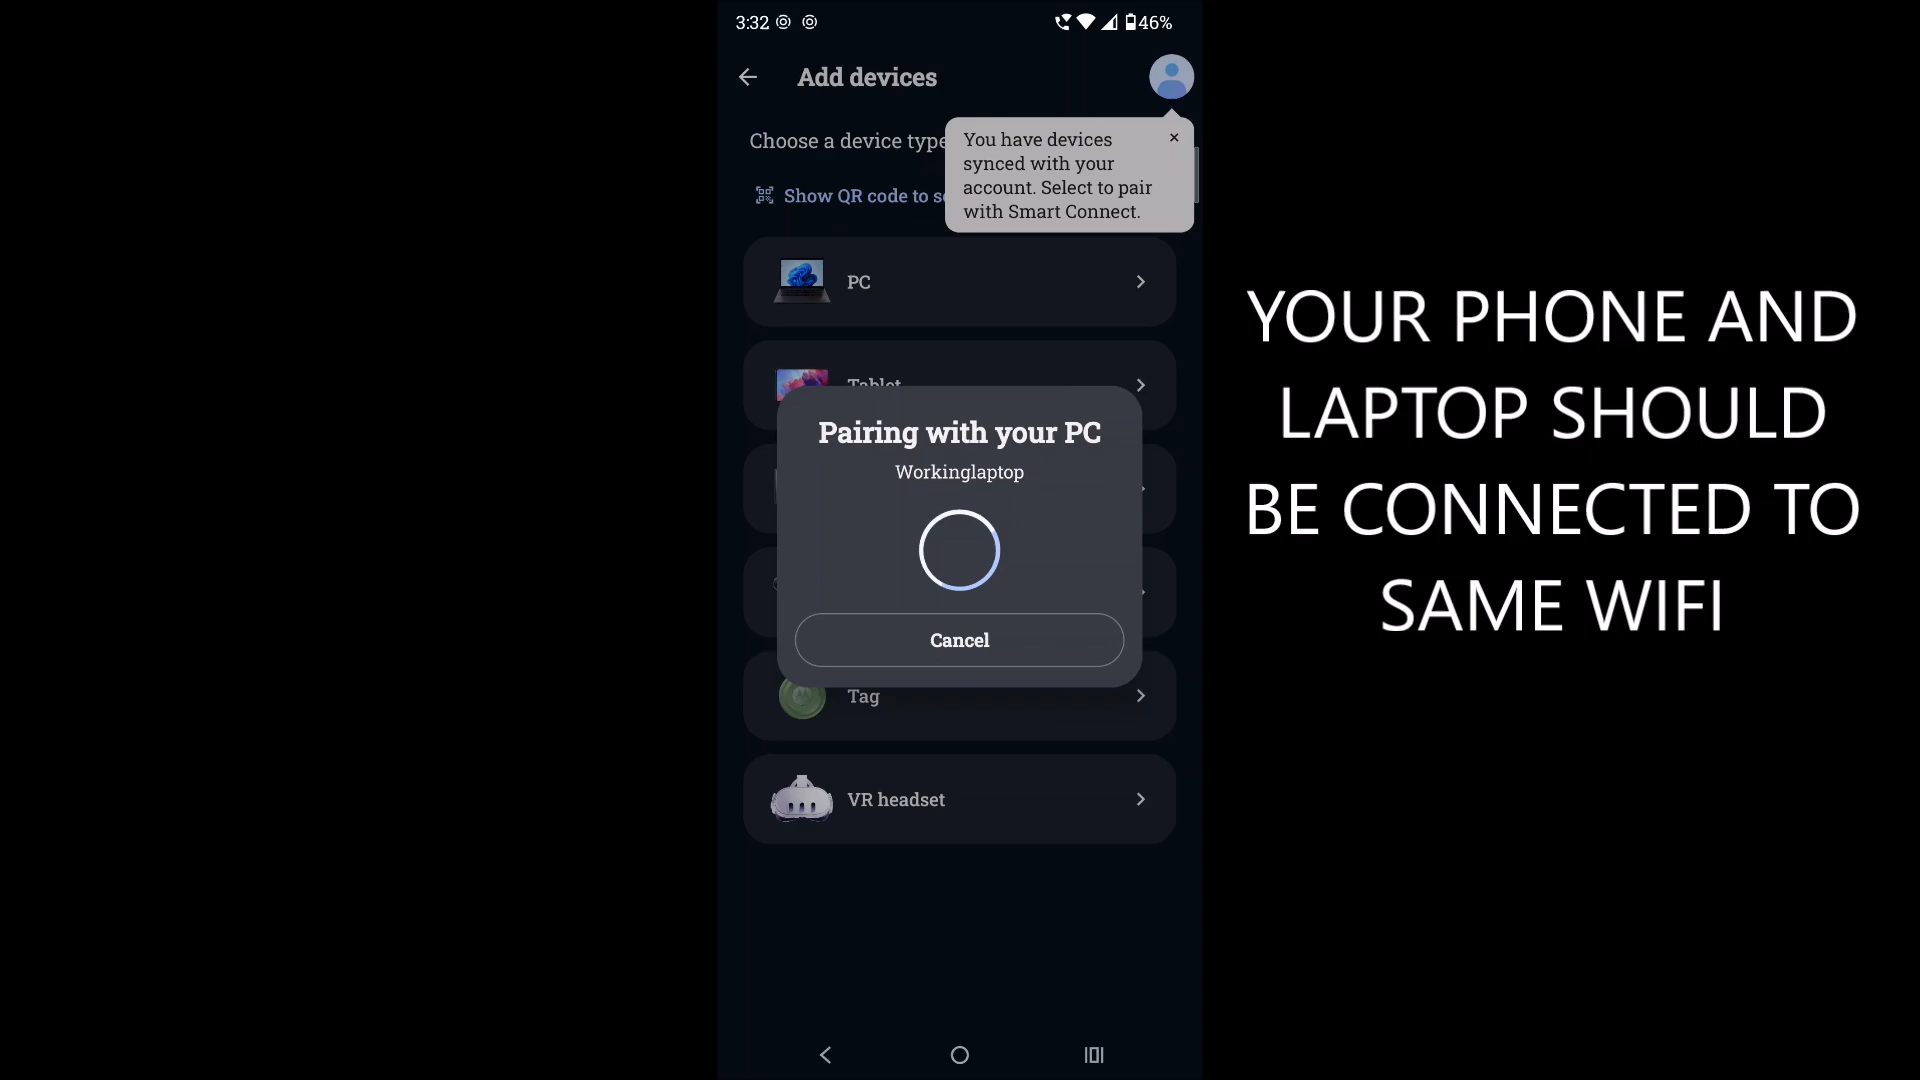 3:32
46%
Add devices
Choose a device type
Show QR code to
You have devices
synced with your
account. Select to pair
with Smart Connect.
PC
Tablet
Pairing with your PC
Workinglaptop
Cancel
Tag
VR headset
YOUR PHONE AND
LAPTOP SHOULD
BE CONNECTED TO
SAME WIFI